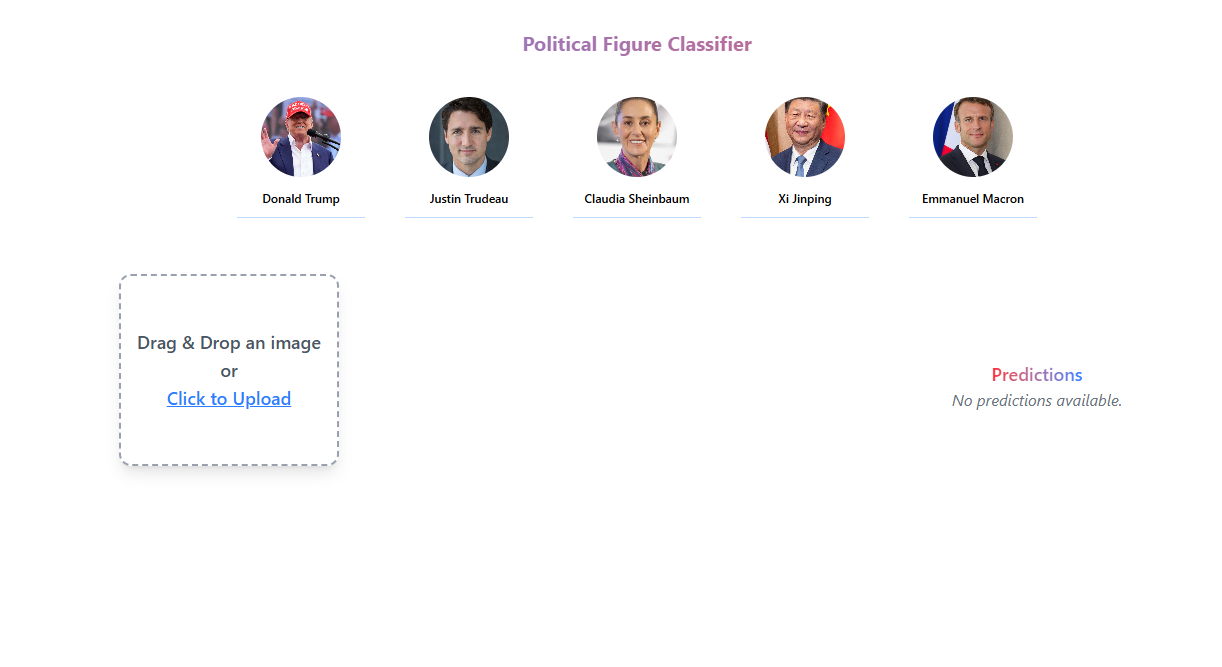 Political Figure Classifier
Donald Trump
Justin Trudeau
Claudia Sheinbaum
Xi Jinping
Emmanuel Macron
Drag & Drop an image
or
Click to Upload
Predictions
No predictions available.